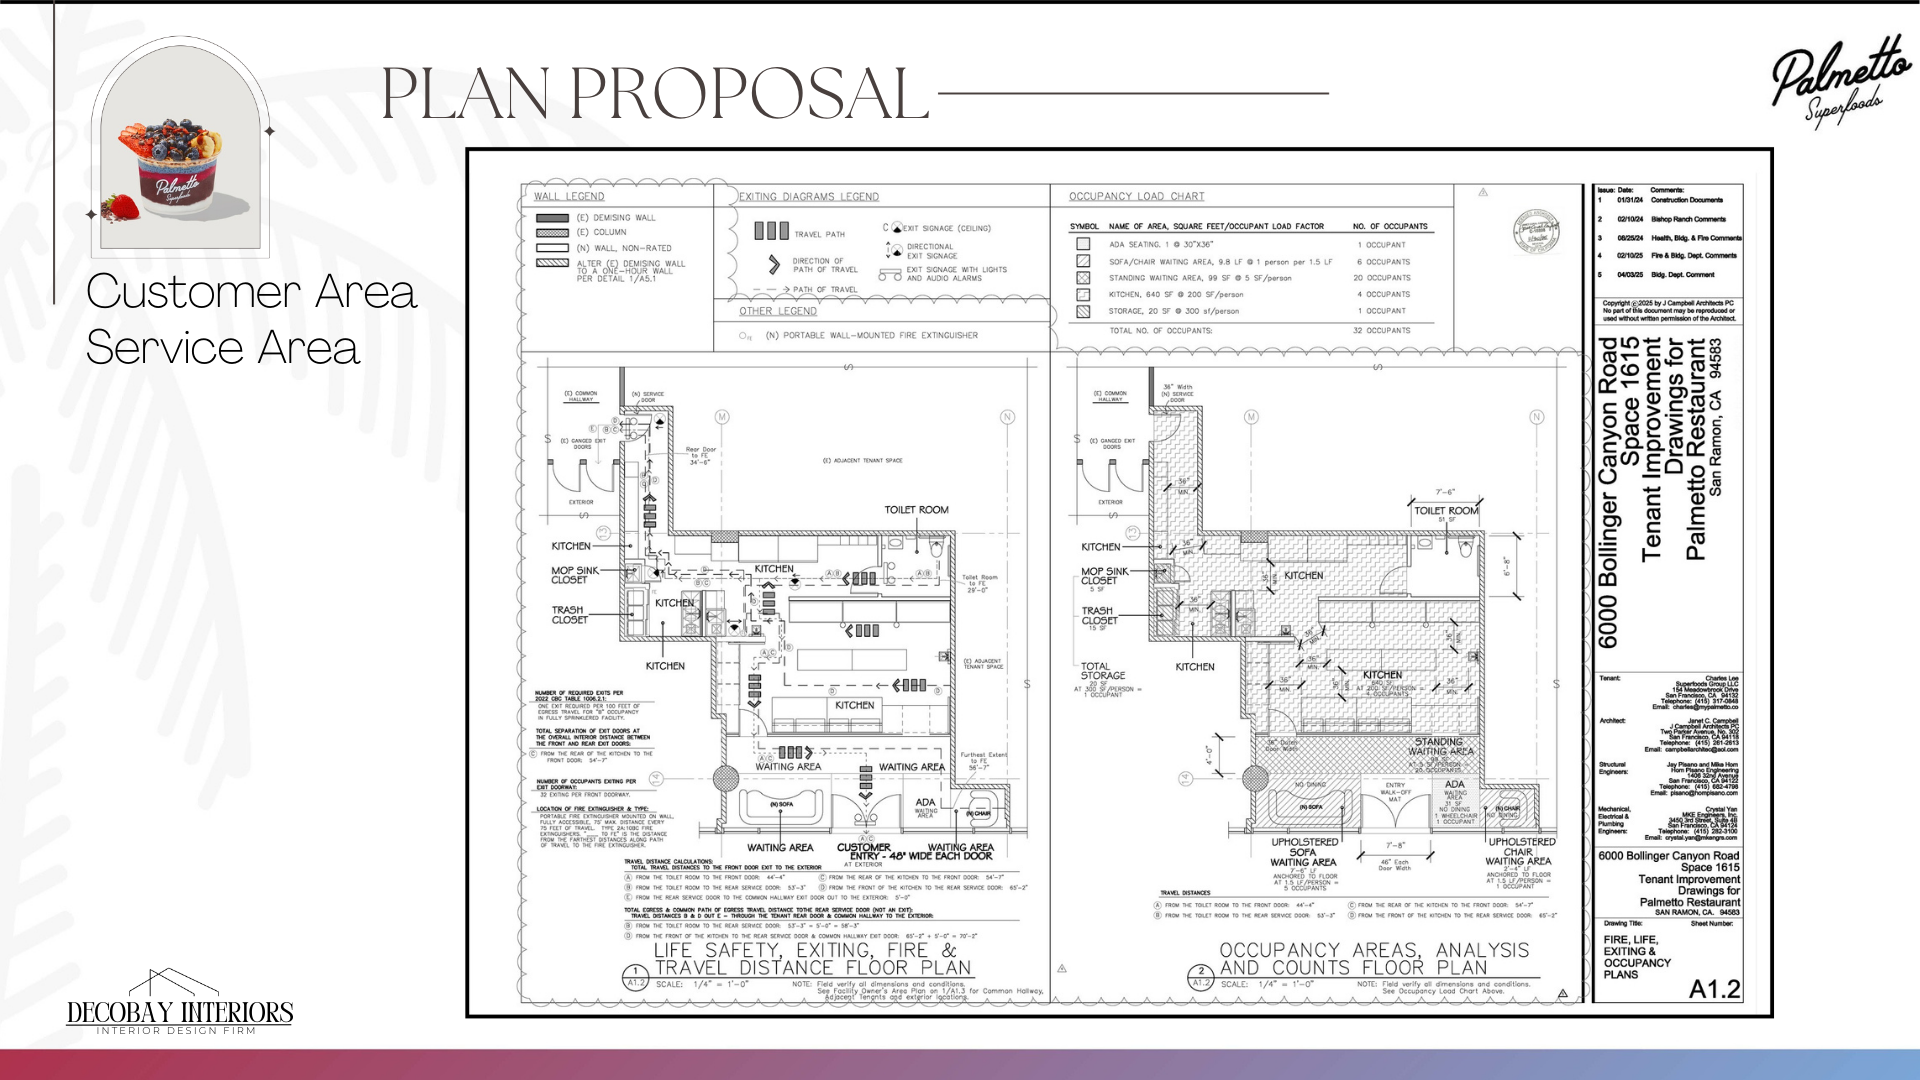 PLAN PROPOSAL
Palmetto
Superfoods
Palmetto
Superfoods
Customer Area
Service Area
WALL LEGEND
(E) DEMISING WALL
(E) COLUMN
(N) WALL, NON-RATED
ALTER (E) DEMISING WALL
TO A ONE-HOUR WALL
PER DETAIL 1/A5.1
EXITING DIAGRAMS LEGEND
TRAVEL PATH
DIRECTION OF
PATH OF TRAVEL
PATH OF TRAVEL
C EXIT SIGNAGE (CEILING)
DIRECTIONAL
EXIT SIGNAGE
EXIT SIGNAGE WITH LIGHTS
AND AUDIO ALARMS
OTHER LEGEND
(N) PORTABLE WALL-MOUNTED FIRE EXTINGUISHER
OCCUPANCY LOAD CHART
SYMBOL NAME OF AREA, SQUARE FEET/OCCUPANT LOAD FACTOR NO. OF OCCUPANTS
ADA SEATING. 1 @ 30"X36" 1 OCCUPANT
SOFA/CHAIR WAITING AREA, 9.8 LF @ 1 person per 1.5 LF 6 OCCUPANTS
STANDING WAITING AREA, 99 SF @ 5 SF/person 20 OCCUPANTS
KITCHEN, 640 SF @ 200 SF/person 4 OCCUPANTS
STORAGE, 20 SF @ 300 sf/person 1 OCCUPANT
TOTAL NO. OF OCCUPANTS: 32 OCCUPANTS
(E) COMMON
HALLWAY
(N) SERVICE
DOOR
(E) GANGED EXIT
DOORS
EXTERIOR
M
N
Rear Door
to FE
34'-6"
(E) ADJACENT TENANT SPACE
TOILET ROOM
KITCHEN
MOP SINK
CLOSET
TRASH
CLOSET
KITCHEN
KITCHEN
KITCHEN
Toilet Room
to FE
29'-0"
(E) ADJACENT
TENANT SPACE
KITCHEN
NUMBER OF REQUIRED EXITS PER
2022 CBC TABLE 1006.2.1:
ONE EXIT REQUIRED PER 100 FEET OF
EGRESS TRAVEL FOR "B" OCCUPANCY
IN FULLY SPRINKLERED FACILITY.
TOTAL SEPARATION OF EXIT DOORS AT
THE OVERALL INTERIOR DISTANCE BETWEEN
THE FRONT AND REAR EXIT DOORS:
C FROM THE REAR OF THE KITCHEN TO THE
FRONT DOOR: 54'-7"
NUMBER OF OCCUPANTS EXITING PER
EXIT DOORWAY:
32 EXITING PER FRONT DOORWAY.
LOCATION OF FIRE EXTINGUISHER & TYPE:
PORTABLE FIRE EXTINGUISHER MOUNTED ON WALL,
WAITING AREA
WAITING AREA
Furthest Extent
to FE
56'-7"
(N) SOFA
ADA
WAITING
AREA
(N) CHAIR
WAITING AREA
CUSTOMER
ENTRY - 48" WIDE EACH DOOR
AT EXTERIOR
WAITING AREA
TRAVEL DISTANCE CALCULATIONS:
TOTAL TRAVEL DISTANCES TO THE FRONT DOOR EXIT TO THE EXTERIOR
A FROM THE TOILET ROOM TO THE FRONT DOOR: 44'-4" C FROM THE REAR OF THE KITCHEN TO THE FRONT DOOR: 54'-7"
B FROM THE TOILET ROOM TO THE REAR SERVICE DOOR: 53'-3" D FROM THE FRONT OF THE KITCHEN TO THE REAR SERVICE DOOR: 65'-2"
E FROM THE REAR SERVICE DOOR TO THE COMMON HALLWAY EXIT DOOR OUT TO THE EXTERIOR: 5'-0"
TOTAL EGRESS & COMMON PATH OF EGRESS TRAVEL DISTANCE TO THE REAR SERVICE DOOR (NOT AN EXIT):
TRAVEL DISTANCES B & D OUT E - THROUGH THE TENANT REAR DOOR & COMMON HALLWAY TO THE EXTERIOR:
B FROM THE TOILET ROOM TO THE REAR SERVICE DOOR: 53'-3" + 5'-0" = 58'-3"
D FROM THE FRONT OF THE KITCHEN TO THE REAR SERVICE DOOR & COMMON HALLWAY EXIT DOOR: 65'-2" + 5'-0" = 70'-2"
1
A1.2
LIFE SAFETY, EXITING, FIRE &
TRAVEL DISTANCE FLOOR PLAN
SCALE: 1/4" = 1'-0"
NOTE: Field verify all dimensions and conditions.
See Facility Owner's Area Plan on 1/A1.3 for Common Hallway,
Adjacent Tenants and exterior locations.
(E) COMMON
HALLWAY
36" Width
(N) SERVICE
DOOR
(E) GANGED EXIT
DOORS
EXTERIOR
M
N
36"
MIN.
7'-6"
TOILET ROOM
51 SF
6'-8"
KITCHEN
MOP SINK
CLOSET
5 SF
TRASH
CLOSET
15 SF
KITCHEN
KITCHEN
TOTAL
STORAGE
20 SF
AT 300 SF/PERSON =
1 OCCUPANT
KITCHEN
640 SF
AT 200 SF/PERSON =
4 OCCUPANTS
4'-0"
STANDING
WAITING AREA
99 SF
AT 5 SF/PERSON =
20 OCCUPANTS
NO DINING
(N) SOFA
ENTRY
WALK-OFF
MAT
ADA
WAITING
AREA
31 SF
NO DINING
1 WHEELCHAIR
1 OCCUPANT
(N) CHAIR
NO DINING
UPHOLSTERED
SOFA
WAITING AREA
7'-6" LF
ANCHORED TO FLOOR
AT 1.5 LF/PERSON =
5 OCCUPANTS
7'-8"
46" Each
Door Width
UPHOLSTERED
CHAIR
WAITING AREA
2'-4" LF
ANCHORED TO FLOOR
AT 1.5 LF/PERSON =
1 OCCUPANT
TRAVEL DISTANCES
A FROM THE TOILET ROOM TO THE FRONT DOOR: 44'-4" C FROM THE REAR OF THE KITCHEN TO THE FRONT DOOR: 54'-7"
B FROM THE TOILET ROOM TO THE REAR SERVICE DOOR: 53'-3" D FROM THE FRONT OF THE KITCHEN TO THE REAR SERVICE DOOR: 65'-2"
2
A1.2
OCCUPANCY AREAS, ANALYSIS
AND COUNTS FLOOR PLAN
SCALE: 1/4" = 1'-0"
NOTE: Field verify all dimensions and conditions.
See Occupancy Load Chart Above.
Issue: Date: Comments:
1 01/31/24 Construction Documents
2 02/10/24 Bishop Ranch Comments
3 08/25/24 Health, Bldg. & Fire Comments
4 02/10/25 Fire & Bldg. Dept. Comments
5 04/03/25 Bldg. Dept. Comment
Copyright ©2025 by J Campbell Architects PC
No part of this document may be reproduced or
used without written permission of the Architect.
6000 Bollinger Canyon Road
Space 1615
Tenant Improvement
Drawings for
Palmetto Restaurant
San Ramon, CA 94583
Tenant: Charles Lee
Superfoods Group LLC
154 Meadowbrook Drive
San Francisco, CA 94132
Telephone: (415) 317-0848
Email: charles@mypalmetto.co
Architect: Janet C. Campbell
J Campbell Architects PC
Two Parker Avenue, No. 302
San Francisco, CA 94118
Telephone: (415) 261-2613
Email: campbellarchitec@aol.com
Structural
Engineers:
Jay Pisano and Mike Hom
Hom Pisano Engineering
1406 32nd Avenue
San Francisco, CA 94122
Telephone: (415) 682-4798
Email: pisano@hompisano.com
Mechanical,
Electrical &
Plumbing
Engineers:
Crystal Yan
MKE Engineers, Inc.
3450 3rd Street, Suite 4B
San Francisco, CA 94124
Telephone: (415) 282-3100
Email: crystal.yan@mkengrs.com
6000 Bollinger Canyon Road
Space 1615
Tenant Improvement
Drawings for
Palmetto Restaurant
SAN RAMON, CA. 94583
Drawing Title: Sheet Number:
FIRE, LIFE,
EXITING &
OCCUPANCY
PLANS
A1.2
DECOBAY INTERIORS
INTERIOR DESIGN FIRM